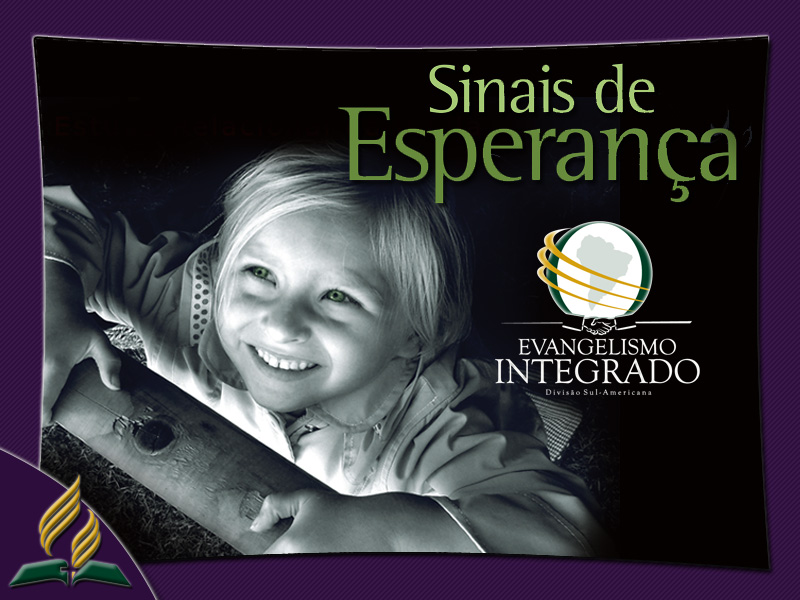 Sinais de
Esperança
EVANGELISMO
INTEGRADO
Divisão Sul-Americana